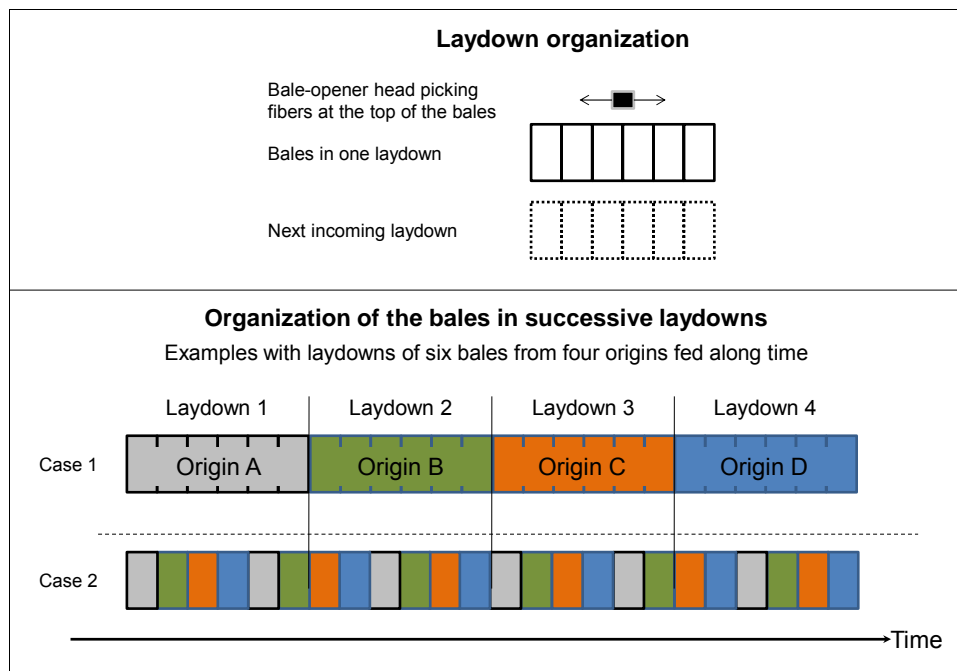 Laydown organization
Bale-opener head picking
fibers at the top of the bales
Bales in one laydown
Next incoming laydown
Organization of the bales in successive laydowns
Examples with laydowns of six bales from four origins fed along time
Laydown 1 Laydown 2 Laydown 3 Laydown 4
Case 1 Origin A Origin B Origin C Origin D
Case 2
Time